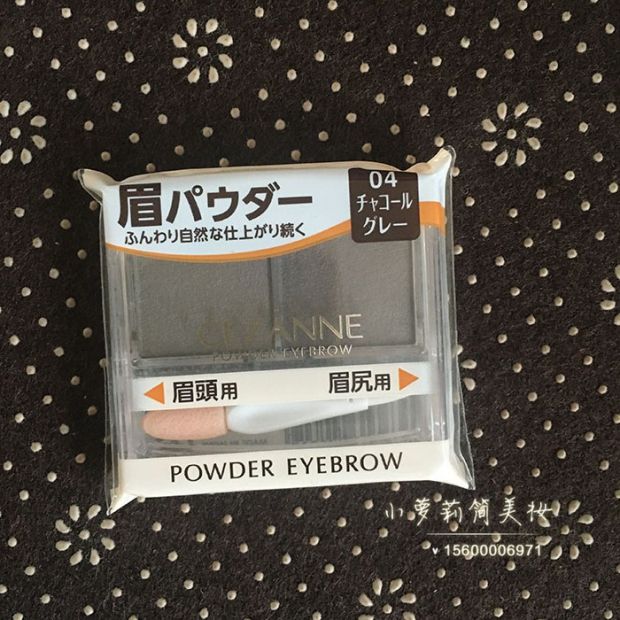 眉パウダー
ふんわり自然な仕上がり続く
04
チャコール
グレー
CEZANNE
POWDER EYEBROW
眉頭用
眉尻用
POWDER EYEBROW
小萝莉简美妆
15600006971